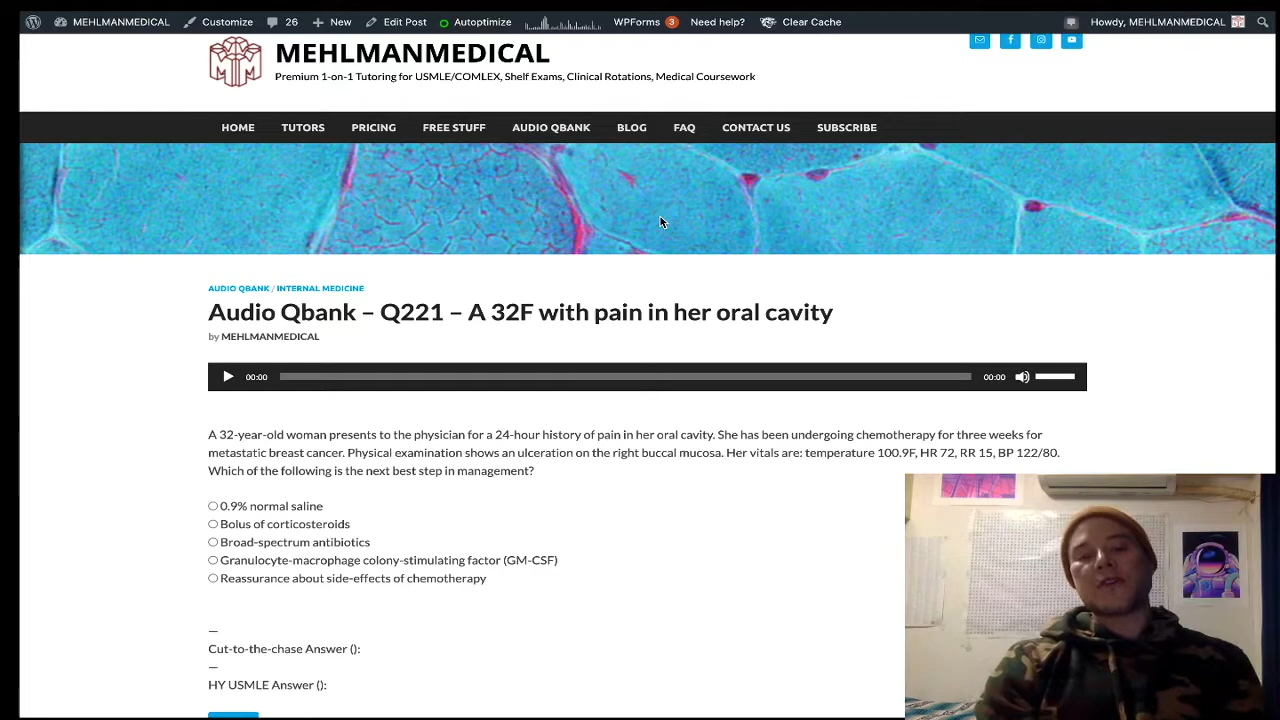 MEHLMANMEDICAL Customize 26 New Edit Post Autoptimize WPForms 3 Need help? Clear Cache Howdy, MEHLMANMEDICAL
MEHLMANMEDICAL
Premium 1-on-1 Tutoring for USMLE/COMLEX, Shelf Exams, Clinical Rotations, Medical Coursework
HOME TUTORS PRICING FREE STUFF AUDIO QBANK BLOG FAQ CONTACT US SUBSCRIBE
AUDIO QBANK / INTERNAL MEDICINE
Audio Qbank – Q221 – A 32F with pain in her oral cavity
by MEHLMANMEDICAL
00:00 00:00
A 32-year-old woman presents to the physician for a 24-hour history of pain in her oral cavity. She has been undergoing chemotherapy for three weeks for
metastatic breast cancer. Physical examination shows an ulceration on the right buccal mucosa. Her vitals are: temperature 100.9F, HR 72, RR 15, BP 122/80.
Which of the following is the next best step in management?
0.9% normal saline
Bolus of corticosteroids
Broad-spectrum antibiotics
Granulocyte-macrophage colony-stimulating factor (GM-CSF)
Reassurance about side-effects of chemotherapy
—
Cut-to-the-chase Answer ():
—
HY USMLE Answer ():